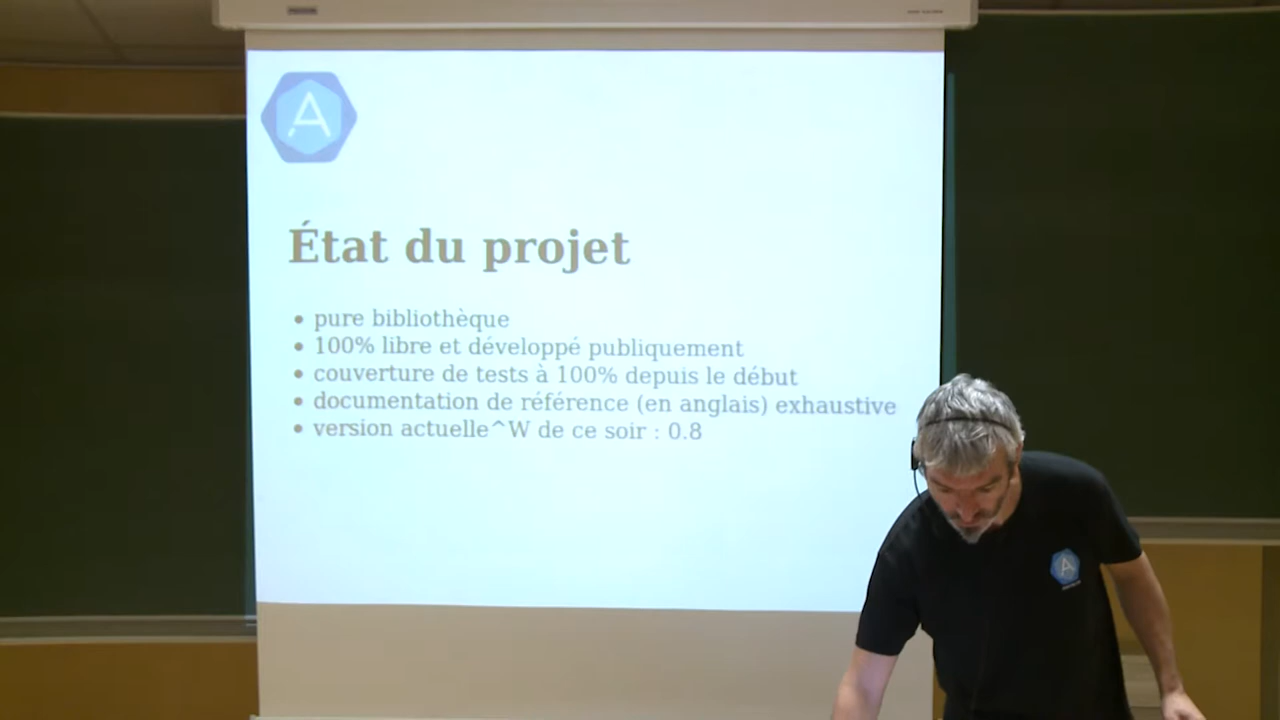 A
État du projet
• pure bibliothèque
• 100% libre et développé publiquement
• couverture de tests à 100% depuis le début
• documentation de référence (en anglais) exhaustive
• version actuelle^W de ce soir : 0.8
A